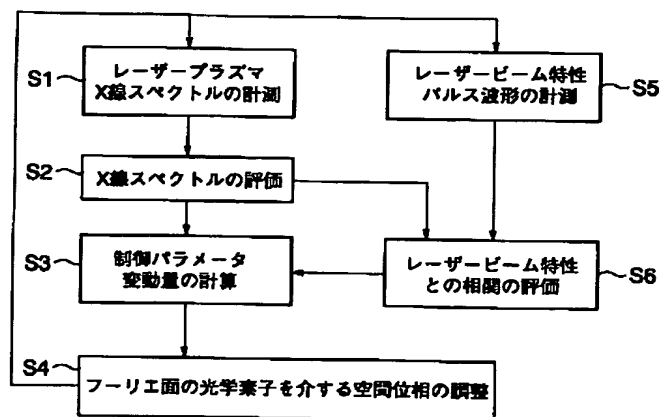 S1
レーザープラズマ
X線スペクトルの計測
レーザービーム特性
パルス波形の計測
S5
S2
X線スペクトルの評価
S3
制御パラメータ
変動量の計算
レーザービーム特性
との相関の評価
S6
S4
フーリエ面の光学素子を介する空間位相の調整